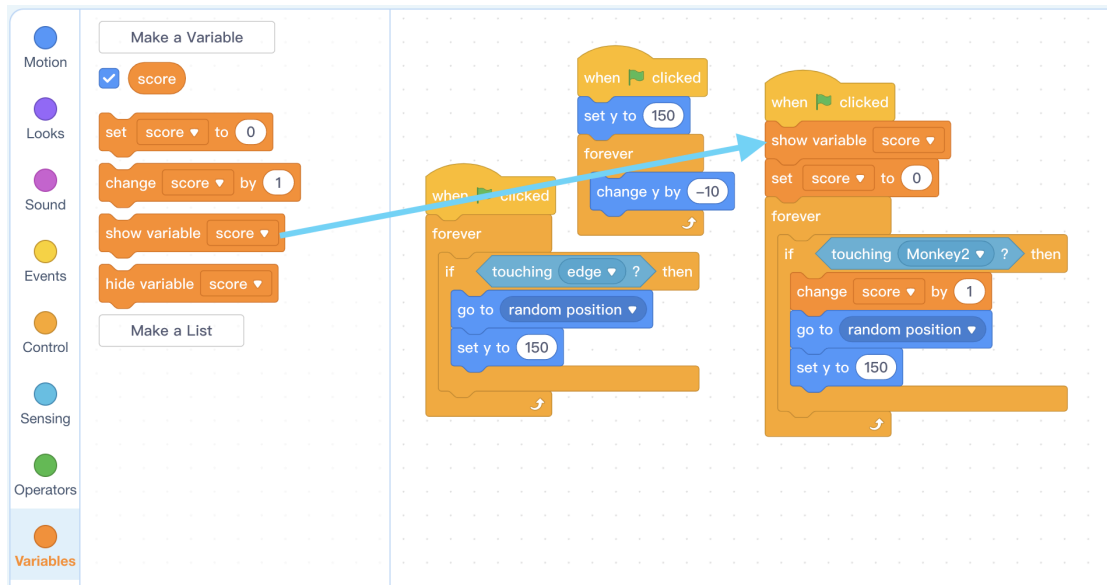 Motion
Looks
Sound
Events
Control
Sensing
Operators
Variables
Make a Variable
score
set score to 0
change score by 1
show variable score
hide variable score
Make a List
when clicked
forever
if touching edge ? then
go to random position
set y to 150
when clicked
set y to 150
forever
change y by –10
when clicked
show variable score
set score to 0
forever
if touching Monkey2 ? then
change score by 1
go to random position
set y to 150